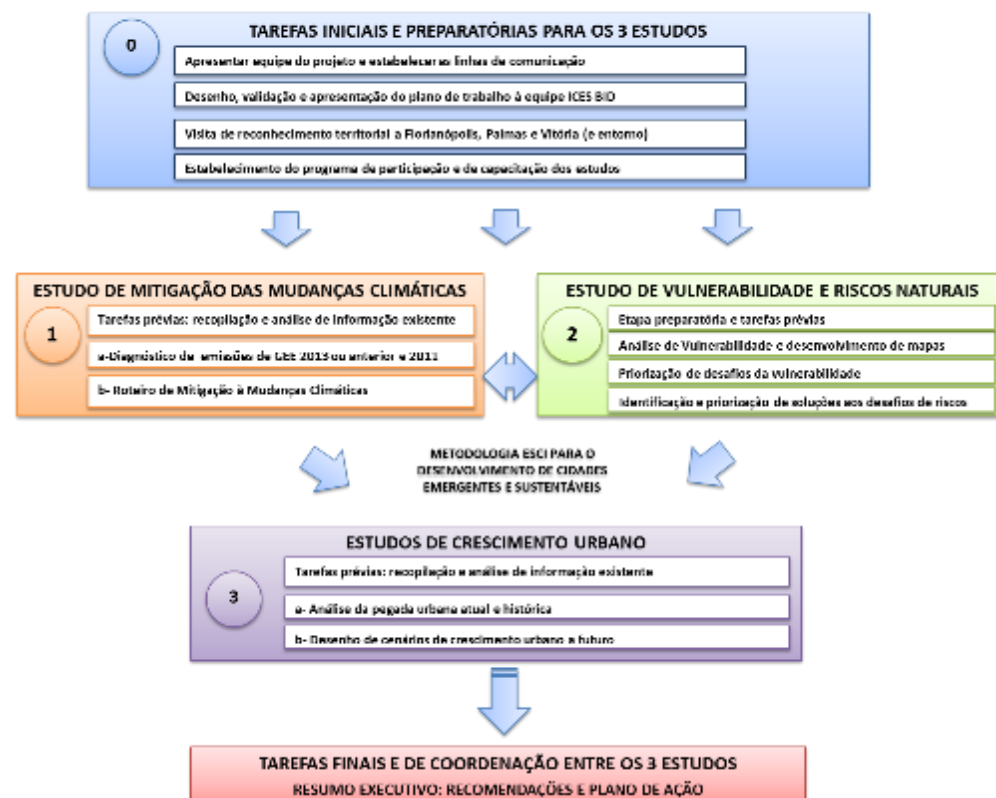 0
TAREFAS INICIAIS E PREPARATÓRIAS PARA OS 3 ESTUDOS
Apresentar equipe do projeto e estabelecer as linhas de comunicação
Desenho, validação e apresentação do plano de trabalho à equipe ICES BID
Visita de reconhecimento territorial a Florianópolis, Palmas e Vitória (e entorno)
Estabelecimento do programa de participação e de capacitação dos estudos
ESTUDO DE MITIGAÇÃO DAS MUDANÇAS CLIMÁTICAS
1
Tarefas prévias: recopilação e análise de informação existente
a-Diagnóstico de emissões de GEE 2013 ou anterior e 2011
b- Roteiro de Mitigação à Mudanças Climáticas
ESTUDO DE VULNERABILIDADE E RISCOS NATURAIS
2
Etapa preparatória e tarefas prévias
Análise de Vulnerabilidade e desenvolvimento de mapas
Priorização de desafios da vulnerabilidade
Identificação e priorização de soluções aos desafios de riscos
METODOLOGIA ESCI PARA O
DESENVOLVIMENTO DE CIDADES
EMERGENTES E SUSTENTÁVEIS
ESTUDOS DE CRESCIMENTO URBANO
3
Tarefas prévias: recopilação e análise de informação existente
a- Análise da pegada urbana atual e histórica
b- Desenho de cenários de crescimento urbano a futuro
TAREFAS FINAIS E DE COORDENAÇÃO ENTRE OS 3 ESTUDOS
RESUMO EXECUTIVO: RECOMENDAÇÕES E PLANO DE AÇÃO